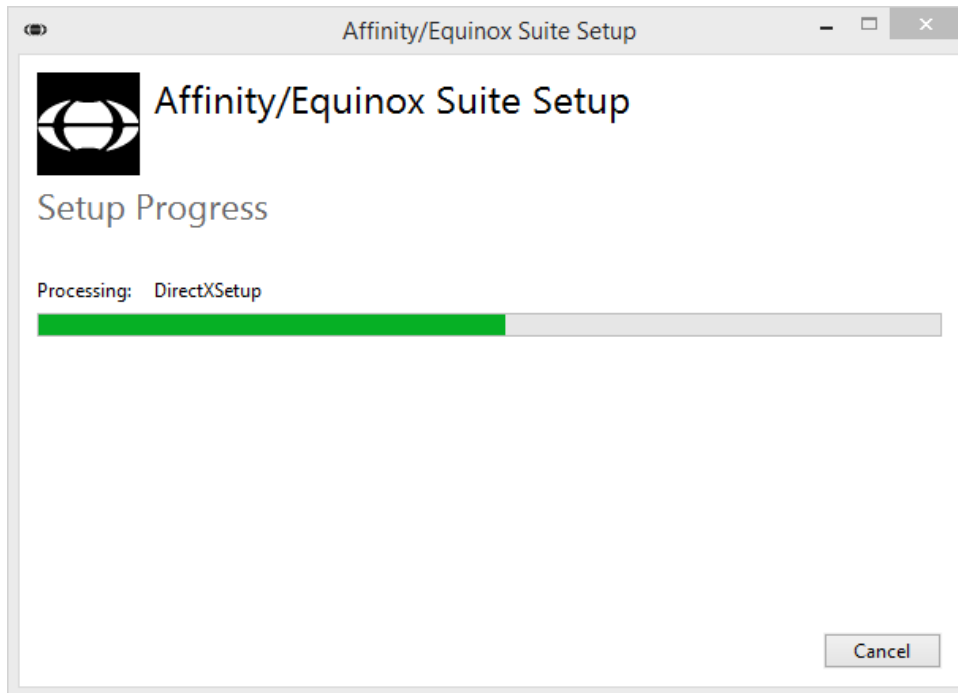 Affinity/Equinox Suite Setup
Affinity/Equinox Suite Setup
Setup Progress
Processing: DirectXSetup
Cancel